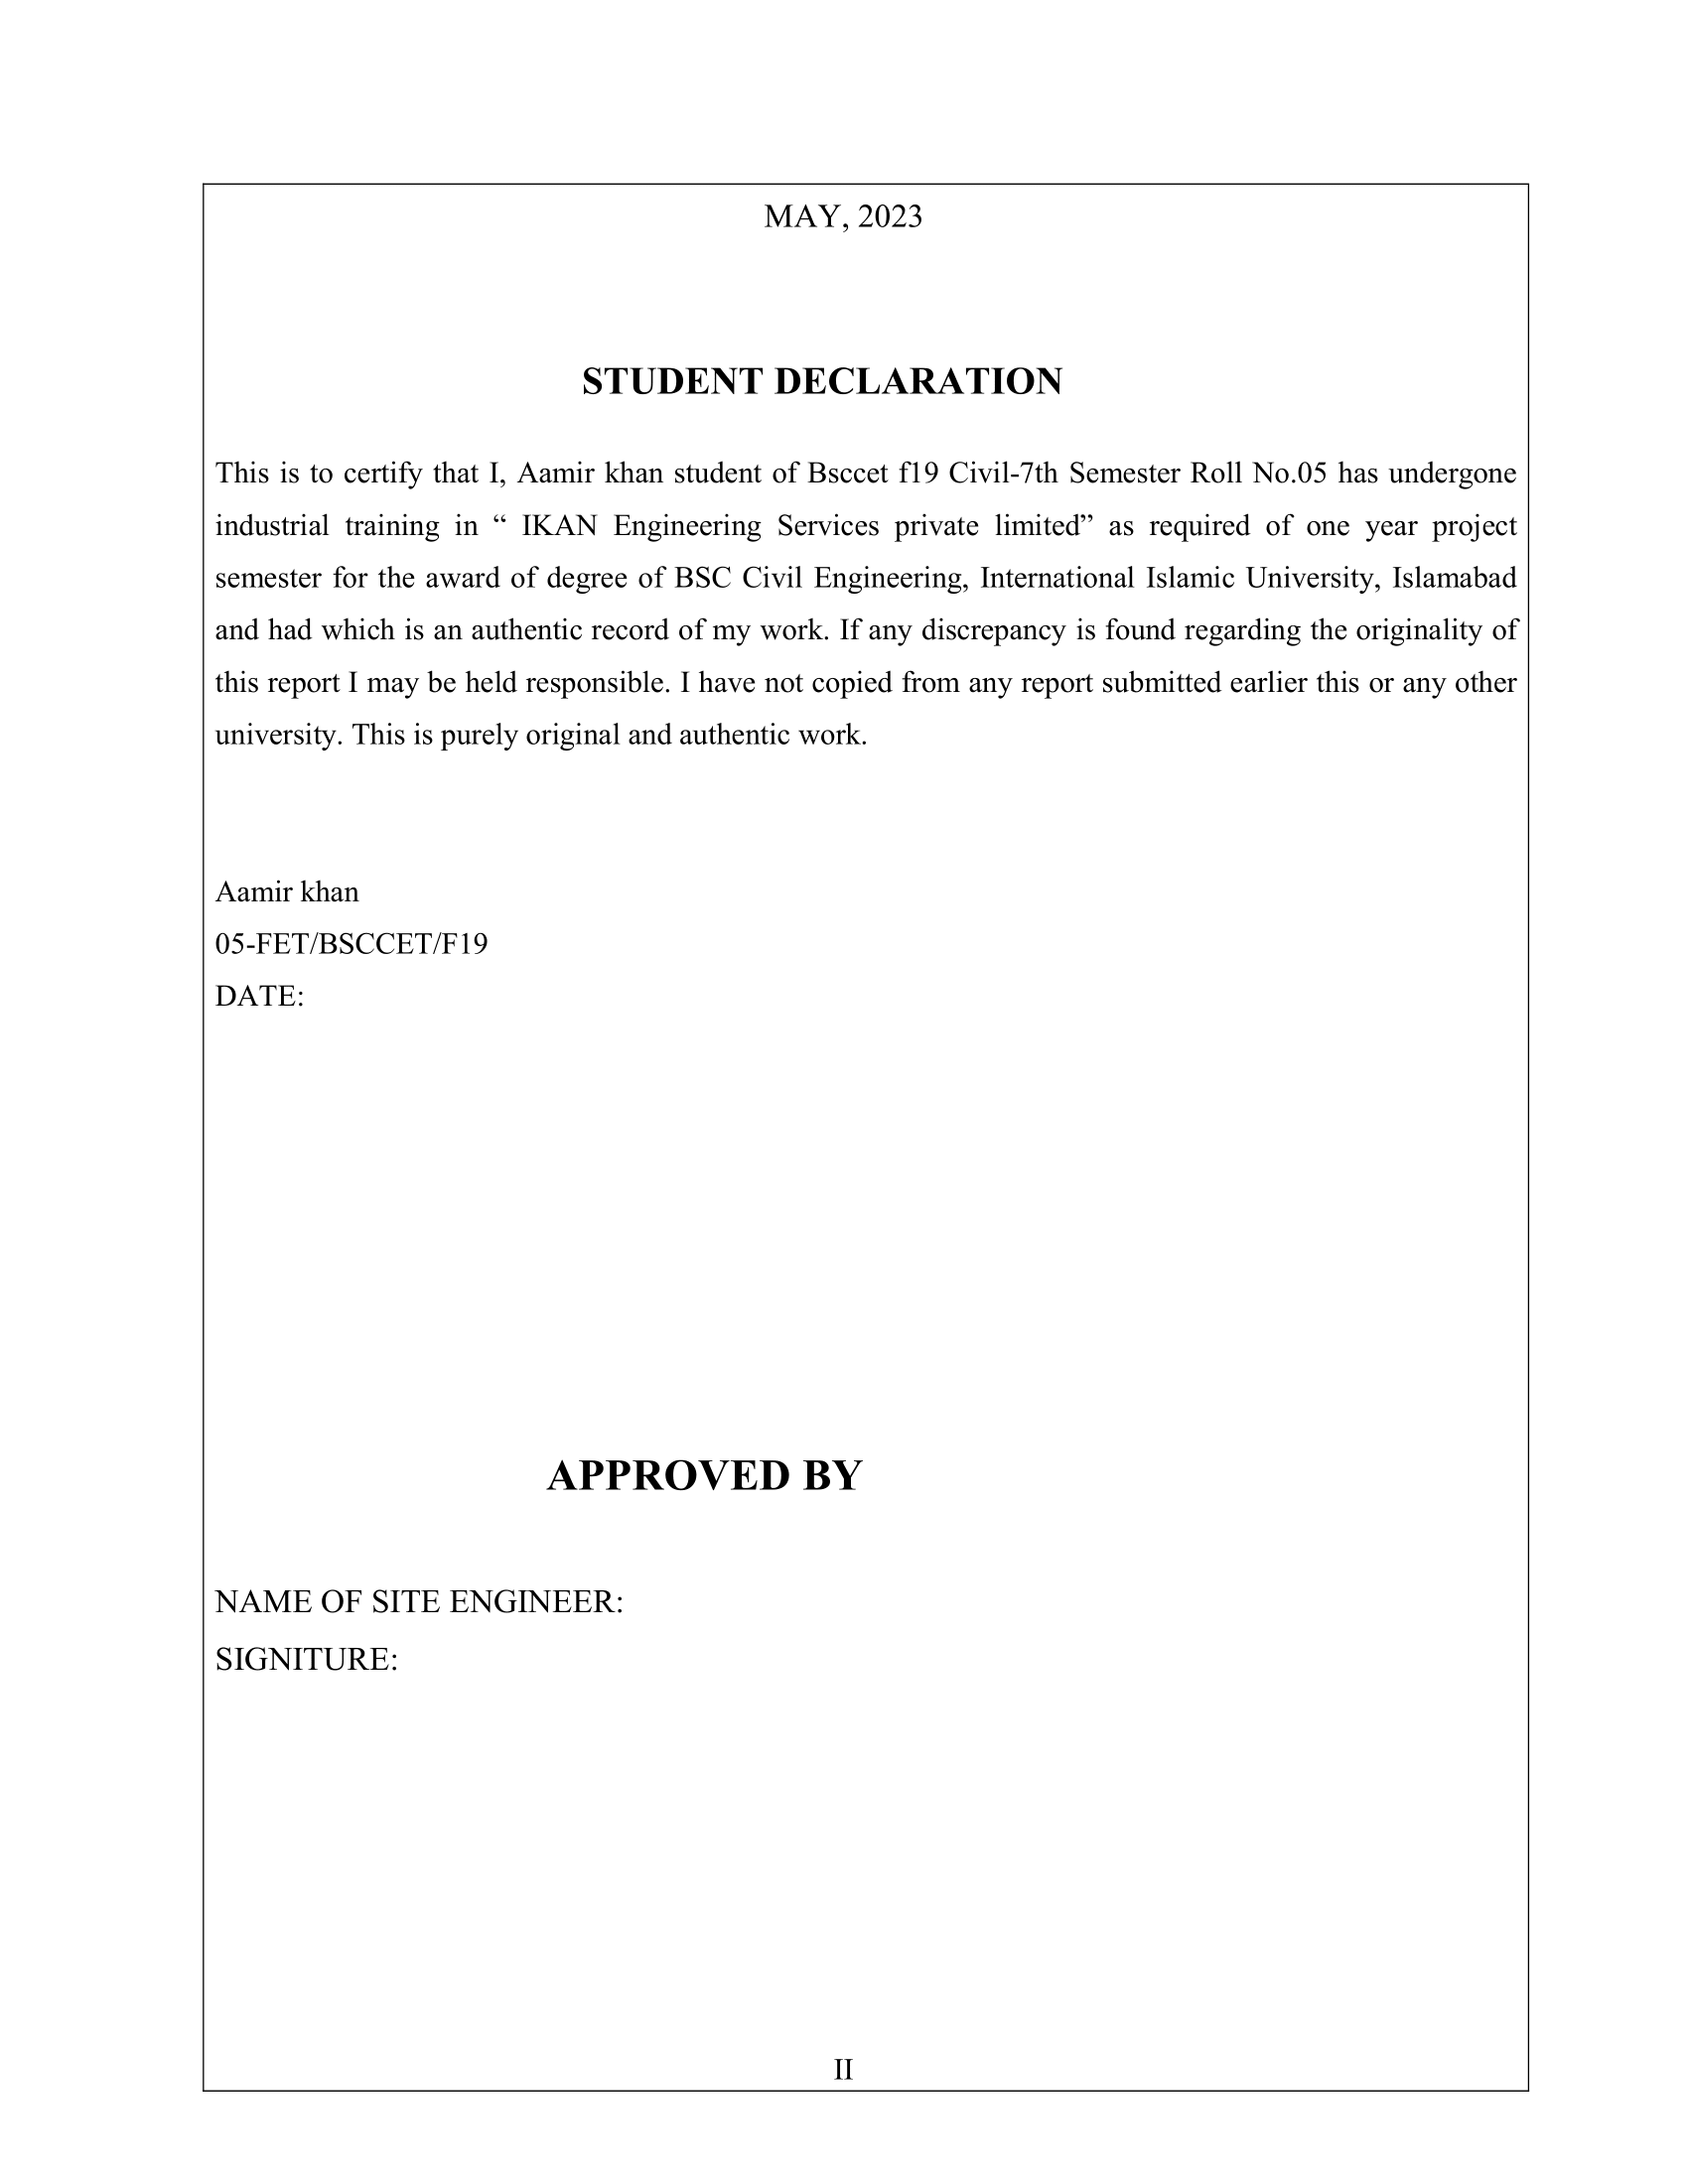 MAY, 2023
STUDENT DECLARATION
This is to certify that I, Aamir khan student of Bsccet f19 Civil-7th Semester Roll No.05 has undergone
industrial training in “ IKAN Engineering Services private limited” as required of one year project
semester for the award of degree of BSC Civil Engineering, International Islamic University, Islamabad
and had which is an authentic record of my work. If any discrepancy is found regarding the originality of
this report I may be held responsible. I have not copied from any report submitted earlier this or any other
university. This is purely original and authentic work.
Aamir khan
05-FET/BSCCET/F19
DATE:
APPROVED BY
NAME OF SITE ENGINEER:
SIGNITURE:
II